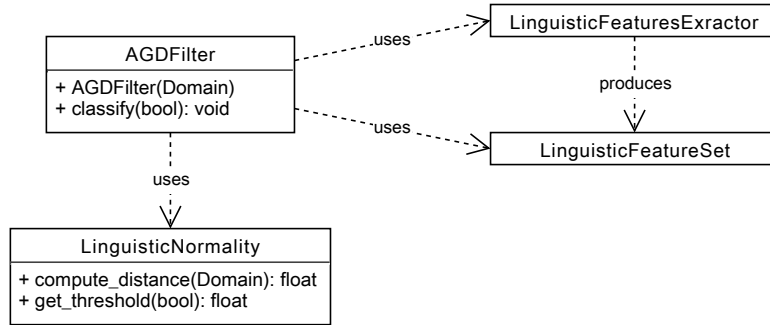 LinguisticFeaturesExractor
uses
AGDFilter
+ AGDFilter(Domain)
+ classify(bool): void
produces
uses
LinguisticFeatureSet
uses
LinguisticNormality
+ compute_distance(Domain): float
+ get_threshold(bool): float